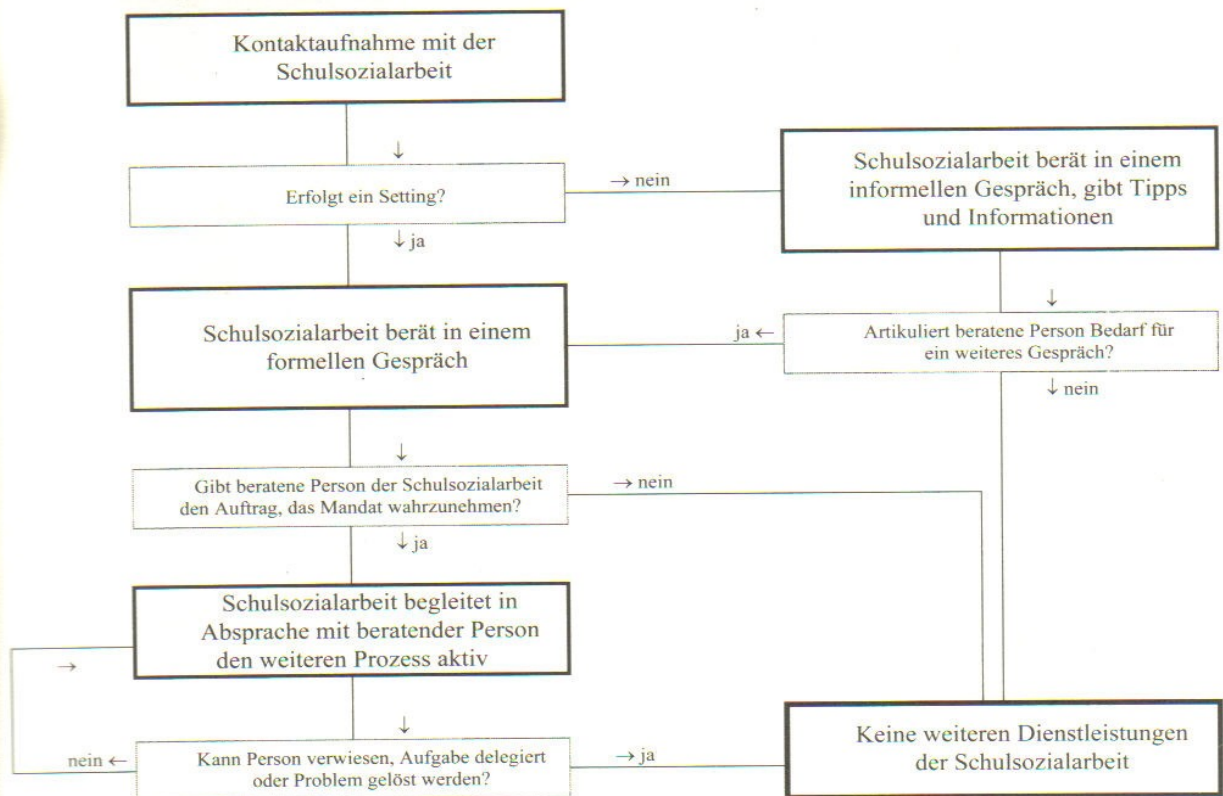 Kontaktaufnahme mit der
Schulsozialarbeit
↓
Erfolgt ein Setting?
→ nein
↓ ja
Schulsozialarbeit berät in einem
informellen Gespräch, gibt Tipps
und Informationen
↓
Artikuliert beratene Person Bedarf für
ein weiteres Gespräch?
ja ←
↓ nein
Schulsozialarbeit berät in einem
formellen Gespräch
↓
Gibt beratene Person der Schulsozialarbeit
den Auftrag, das Mandat wahrzunehmen?
→ nein
↓ ja
Schulsozialarbeit begleitet in
Absprache mit beratender Person
den weiteren Prozess aktiv
→
↓
Kann Person verwiesen, Aufgabe delegiert
oder Problem gelöst werden?
nein ←
→ ja
Keine weiteren Dienstleistungen
der Schulsozialarbeit